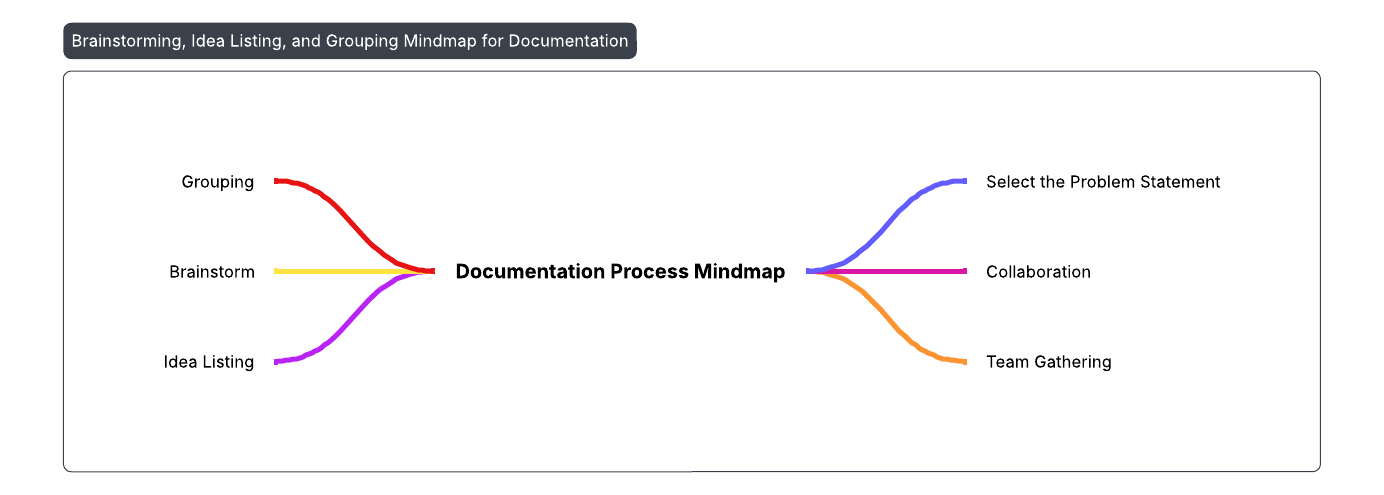 Brainstorming, Idea Listing, and Grouping Mindmap for Documentation
Grouping
Select the Problem Statement
Brainstorm
Documentation Process Mindmap
Collaboration
Idea Listing
Team Gathering